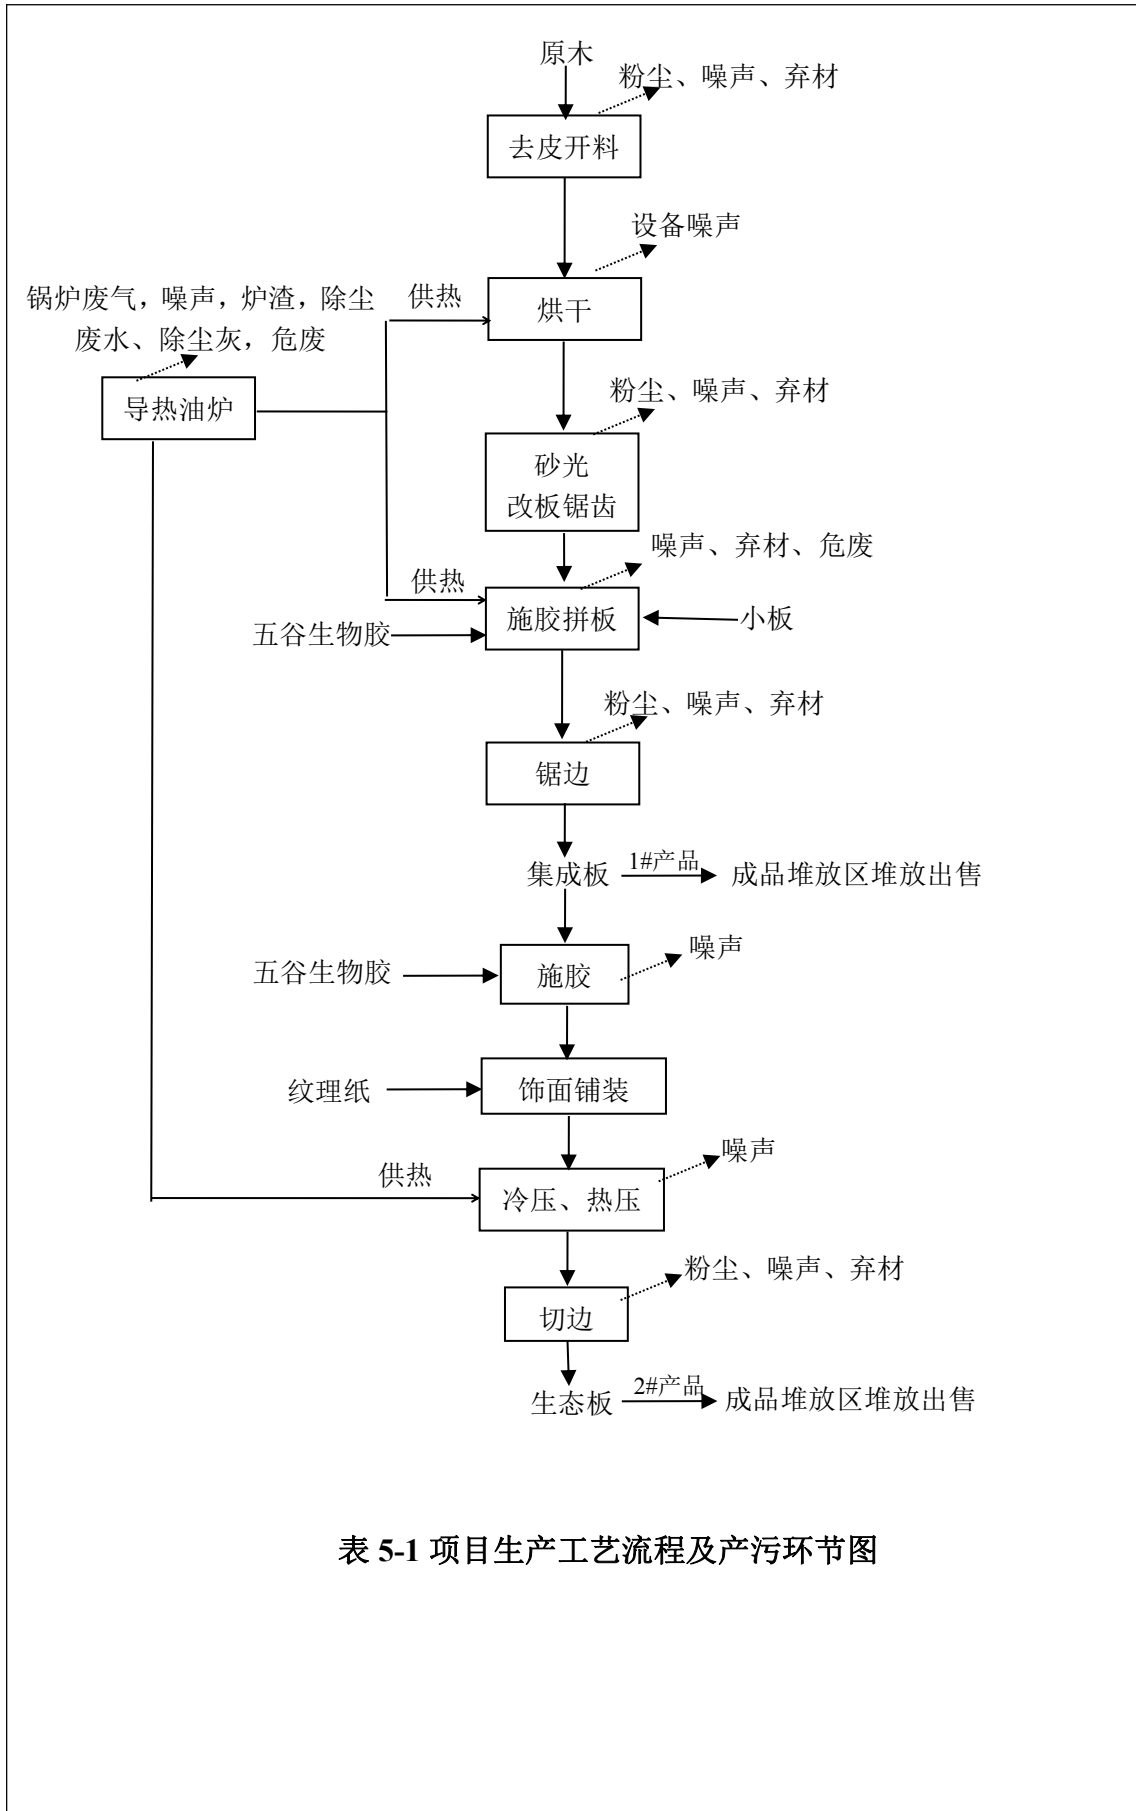 原木
粉尘、噪声、弃材
去皮开料
设备噪声
锅炉废气，噪声，炉渣，除尘
废水、除尘灰，危废
供热
烘干
导热油炉
粉尘、噪声、弃材
砂光
改板锯齿
噪声、弃材、危废
供热
施胶拼板
小板
五谷生物胶
粉尘、噪声、弃材
锯边
集成板
1#产品
成品堆放区堆放出售
噪声
五谷生物胶
施胶
纹理纸
饰面铺装
噪声
供热
冷压、热压
粉尘、噪声、弃材
切边
生态板
2#产品
成品堆放区堆放出售
表 5-1 项目生产工艺流程及产污环节图